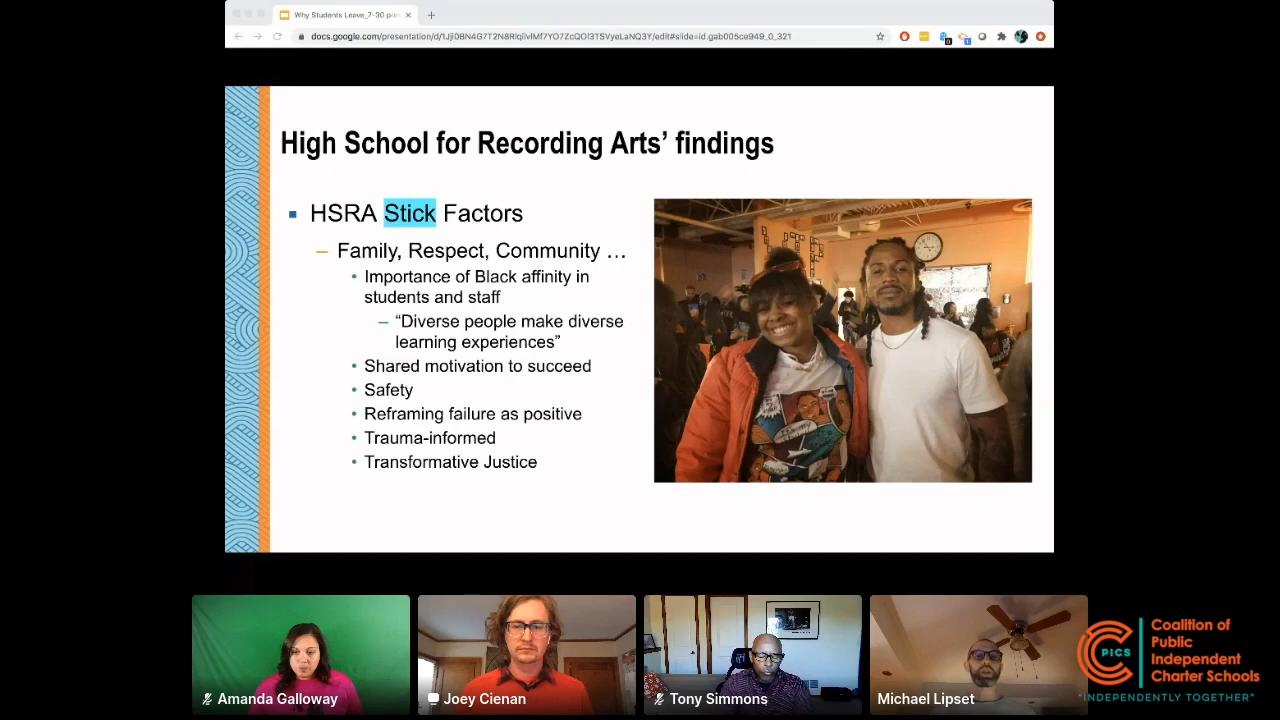 Why Students Leave_7-30 pre
docs.google.com/presentation/d/1Jji0BN4G7T2N8RlqiivlMf7YO7ZcQOl3TSVyeLaNQ3Y/edit#slide=id.gab005ce949_0_321
High School for Recording Arts’ findings
HSRA Stick Factors
– Family, Respect, Community …
• Importance of Black affinity in
students and staff
– “Diverse people make diverse
learning experiences”
• Shared motivation to succeed
• Safety
• Reframing failure as positive
• Trauma-informed
• Transformative Justice
Amanda Galloway
Joey Cienan
Tony Simmons
Michael Lipset
PICS
Coalition of
Public
Independent
Charter Schools
"INDEPENDENTLY TOGETHER"